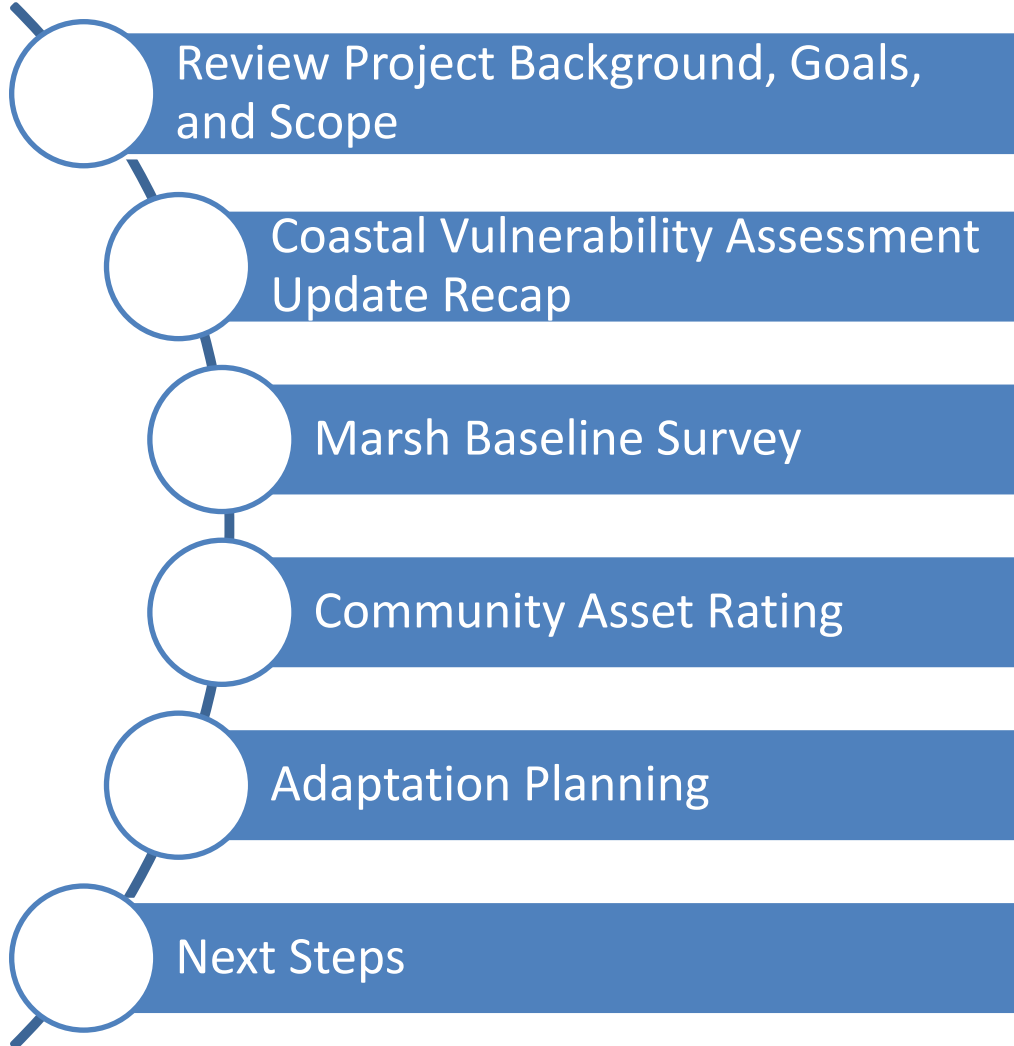 Review Project Background, Goals,
and Scope
Coastal Vulnerability Assessment
Update Recap
Marsh Baseline Survey
Community Asset Rating
Adaptation Planning
Next Steps